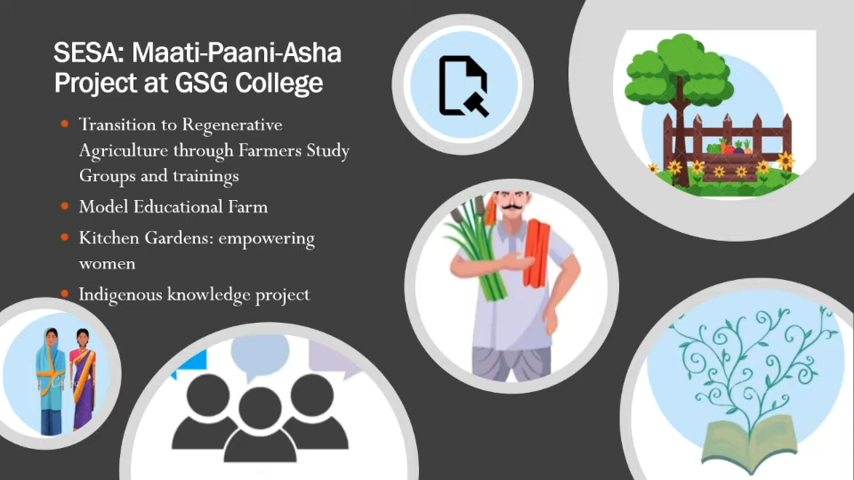 SESA: Maati-Paani-Asha
Project at GSG College
Transition to Regenerative
Agriculture through Farmers Study
Groups and trainings
Model Educational Farm
Kitchen Gardens: empowering
women
Indigenous knowledge project